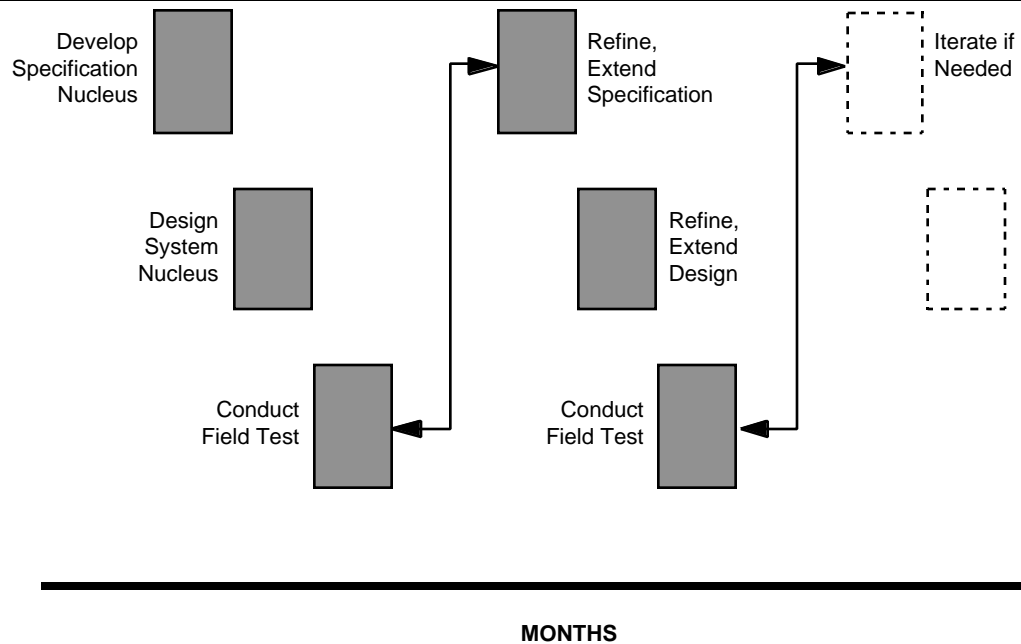 Develop
Specification
Nucleus
Refine,
Extend
Specification
Iterate if
Needed
Design
System
Nucleus
Refine,
Extend
Design
Conduct
Field Test
Conduct
Field Test
MONTHS